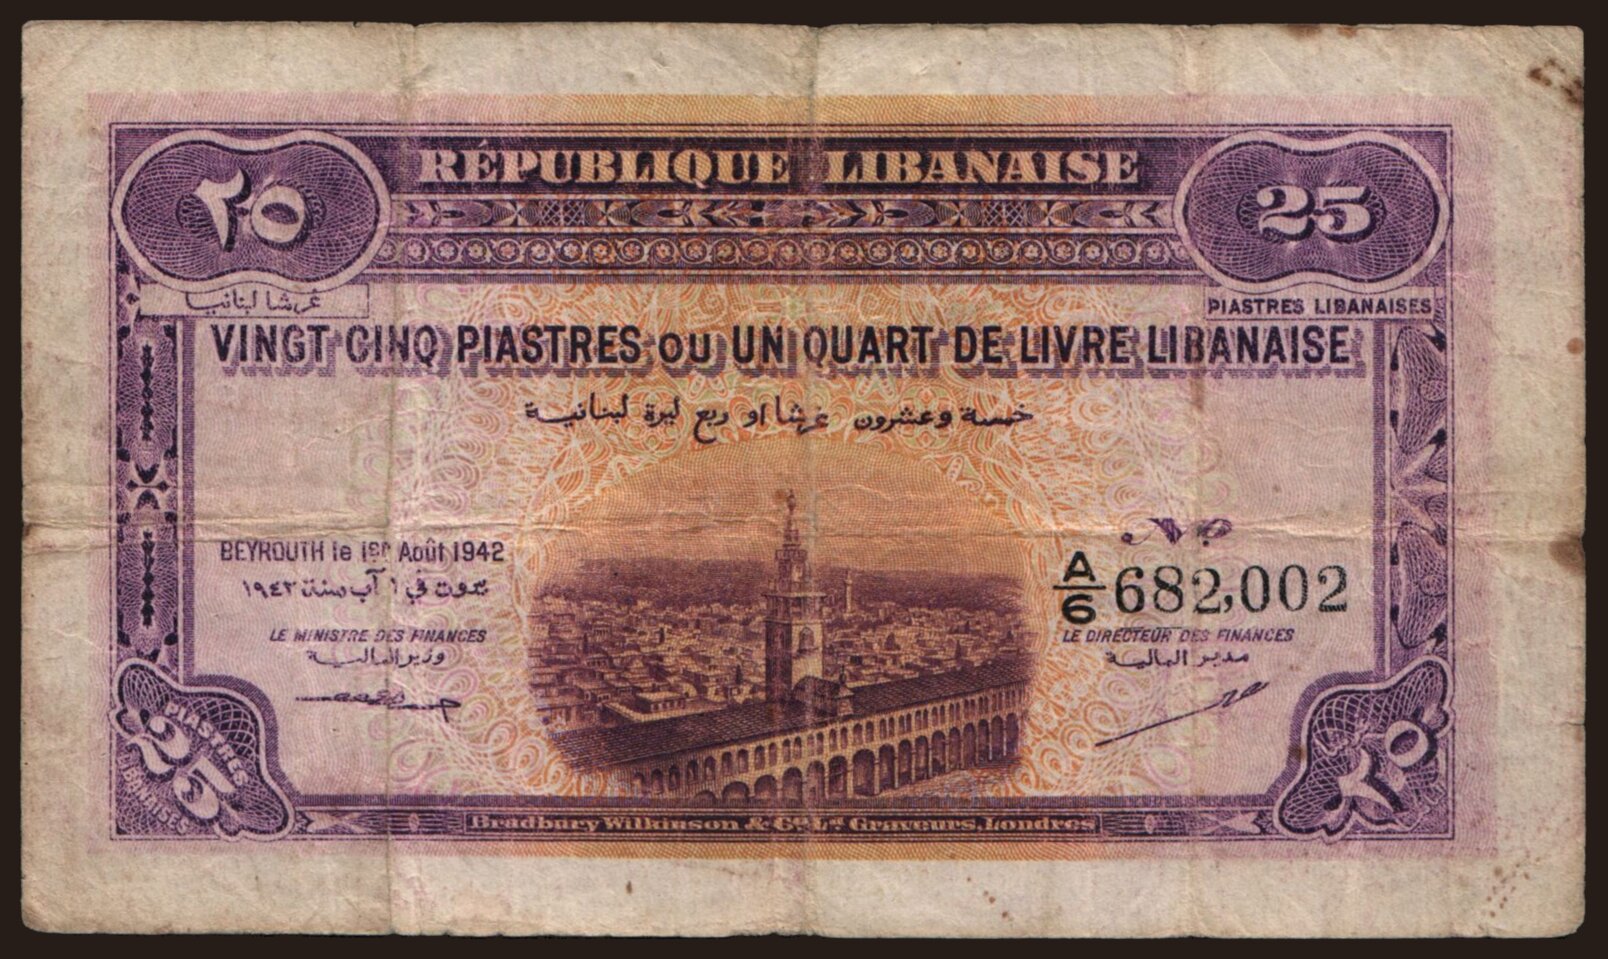 RÉPUBLIQUE LIBANAISE
٢٥
25
غرشا لبنانيا
PIASTRES LIBANAISES
VINGT CINQ PIASTRES OU UN QUART DE LIVRE LIBANAISE
خمسة وعشرون غرشا او ربع ليرة لبنانية
BEYROUTH le 1er Août 1942
بيروت في ١ آب سنة ١٩٤٢
Nº
A/6 682,002
LE MINISTRE DES FINANCES
وزير المالية
LE DIRECTEUR DES FINANCES
مدير المالية
PIASTRES
25
LIBANAISES
٢٥
Bradbury Wilkinson & Co. Ld. Graveurs, Londres